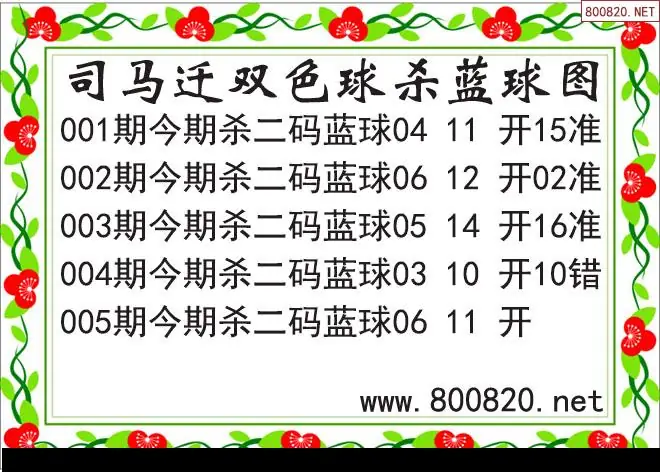 800820.NET
司马迁双色球杀蓝球图
001期今期杀二码蓝球04 11 开15准
002期今期杀二码蓝球06 12 开02准
003期今期杀二码蓝球05 14 开16准
004期今期杀二码蓝球03 10 开10错
005期今期杀二码蓝球06 11 开
www.800820.net